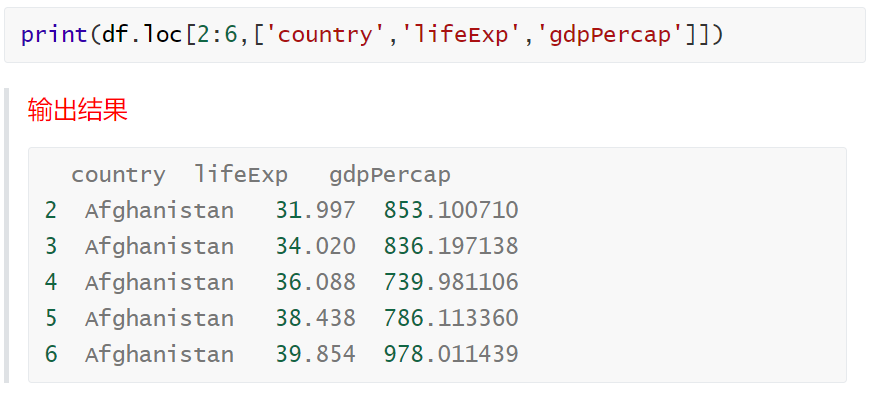 print(df.loc[2:6,['country','lifeExp','gdpPercap']])
输出结果
country  lifeExp   gdpPercap
2  Afghanistan   31.997  853.100710
3  Afghanistan   34.020  836.197138
4  Afghanistan   36.088  739.981106
5  Afghanistan   38.438  786.113360
6  Afghanistan   39.854  978.011439